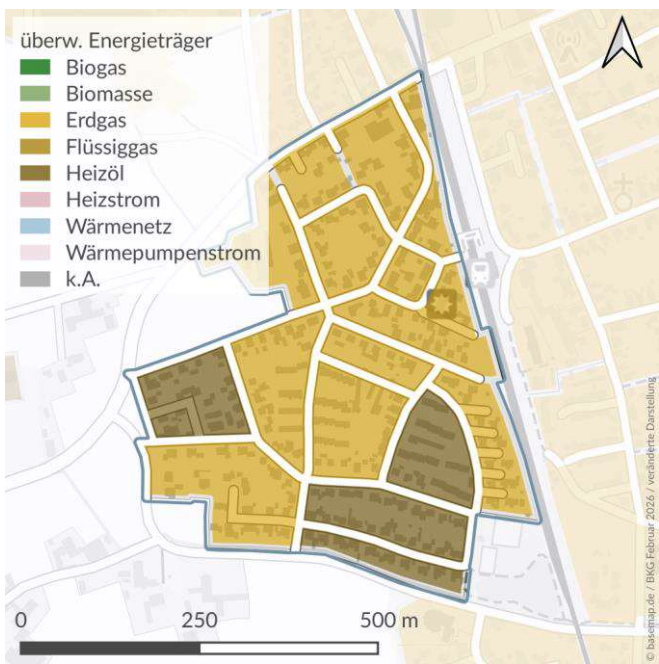 überw. Energieträger
Biogas
Biomasse
Erdgas
Flüssiggas
Heizöl
Heizstrom
Wärmenetz
Wärmepumpenstrom
k.A.
0 250 500 m
© basemap.de / BKG Februar 2026 / veränderte Darstellung